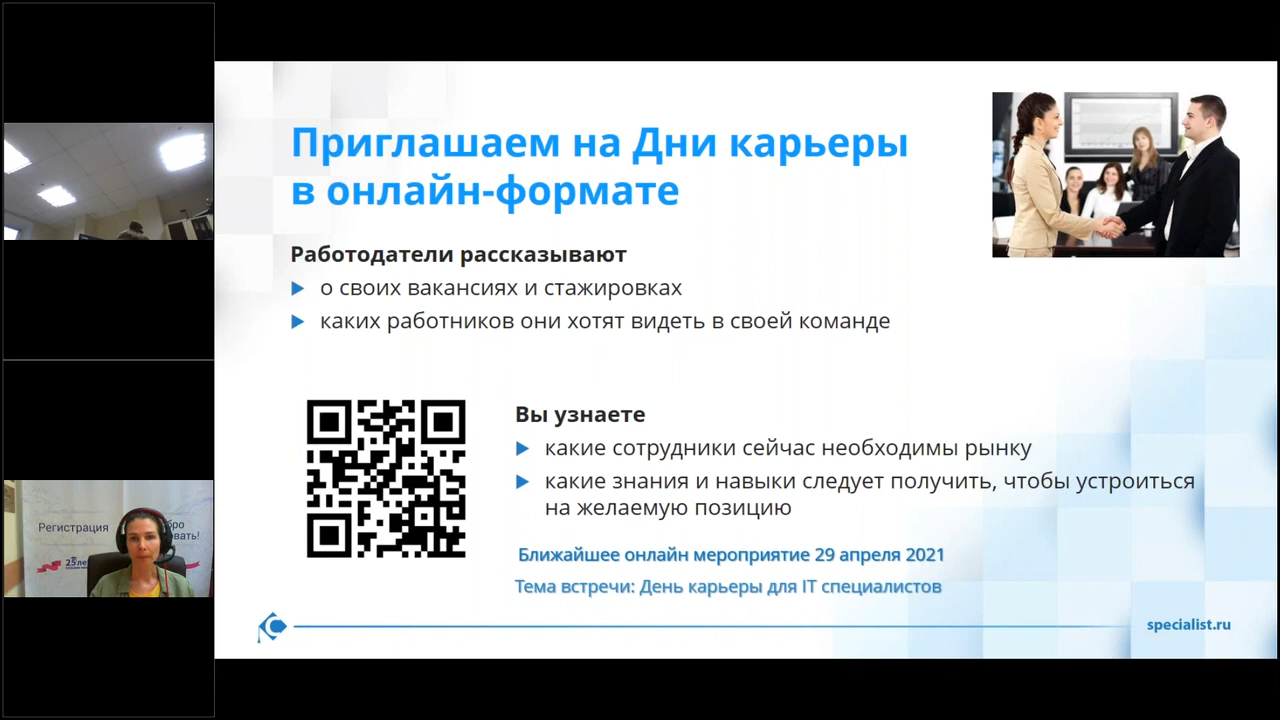 Приглашаем на Дни карьеры
в онлайн-формате
Работодатели рассказывают
о своих вакансиях и стажировках
каких работников они хотят видеть в своей команде
Вы узнаете
какие сотрудники сейчас необходимы рынку
какие знания и навыки следует получить, чтобы устроиться
на желаемую позицию
Ближайшее онлайн мероприятие 29 апреля 2021
Тема встречи: День карьеры для IT специалистов
specialist.ru
Регистрация
25 ле